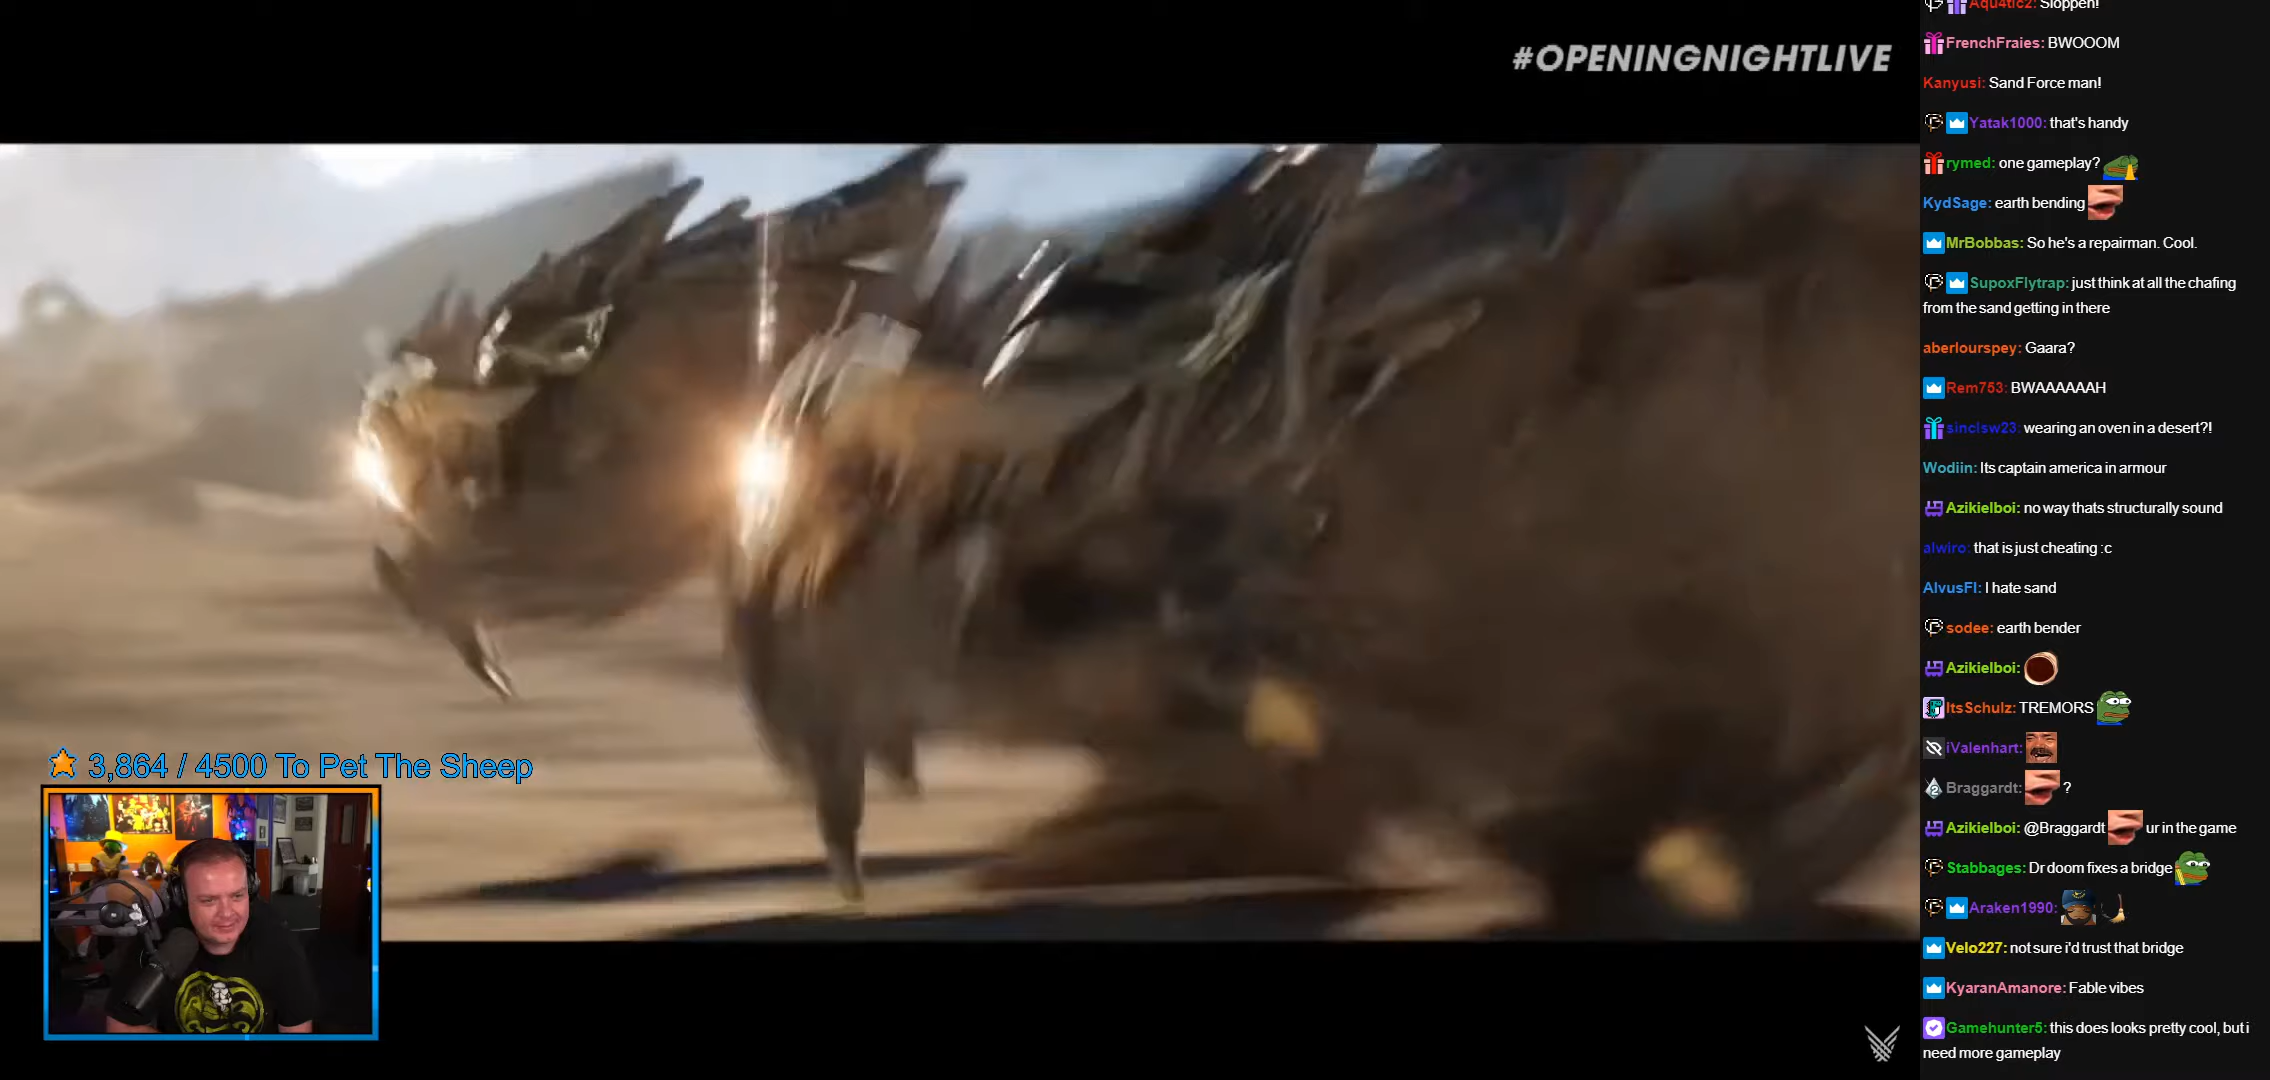 #OPENINGNIGHTLIVE
3,864 / 4500 To Pet The Sheep
Aqu4tic2: Sloppen!
FrenchFraies: BWOOOM
Kanyusi: Sand Force man!
Yatak1000: that's handy
rymed: one gameplay?
KydSage: earth bending
MrBobbas: So he's a repairman. Cool.
SupoxFlytrap: just think at all the chafing
from the sand getting in there
aberlourspey: Gaara?
Rem753: BWAAAAAAH
sinclsw23: wearing an oven in a desert?!
Wodiin: Its captain america in armour
Azikielboi: no way thats structurally sound
alwiro: that is just cheating :c
AlvusFI: I hate sand
sodee: earth bender
Azikielboi:
ItsSchulz: TREMORS
iValenhart:
Braggardt: ?
Azikielboi: @Braggardt ur in the game
Stabbages: Dr doom fixes a bridge
Araken1990:
Velo227: not sure i'd trust that bridge
KyaranAmanore: Fable vibes
Gamehunter5: this does looks pretty cool, but i
need more gameplay